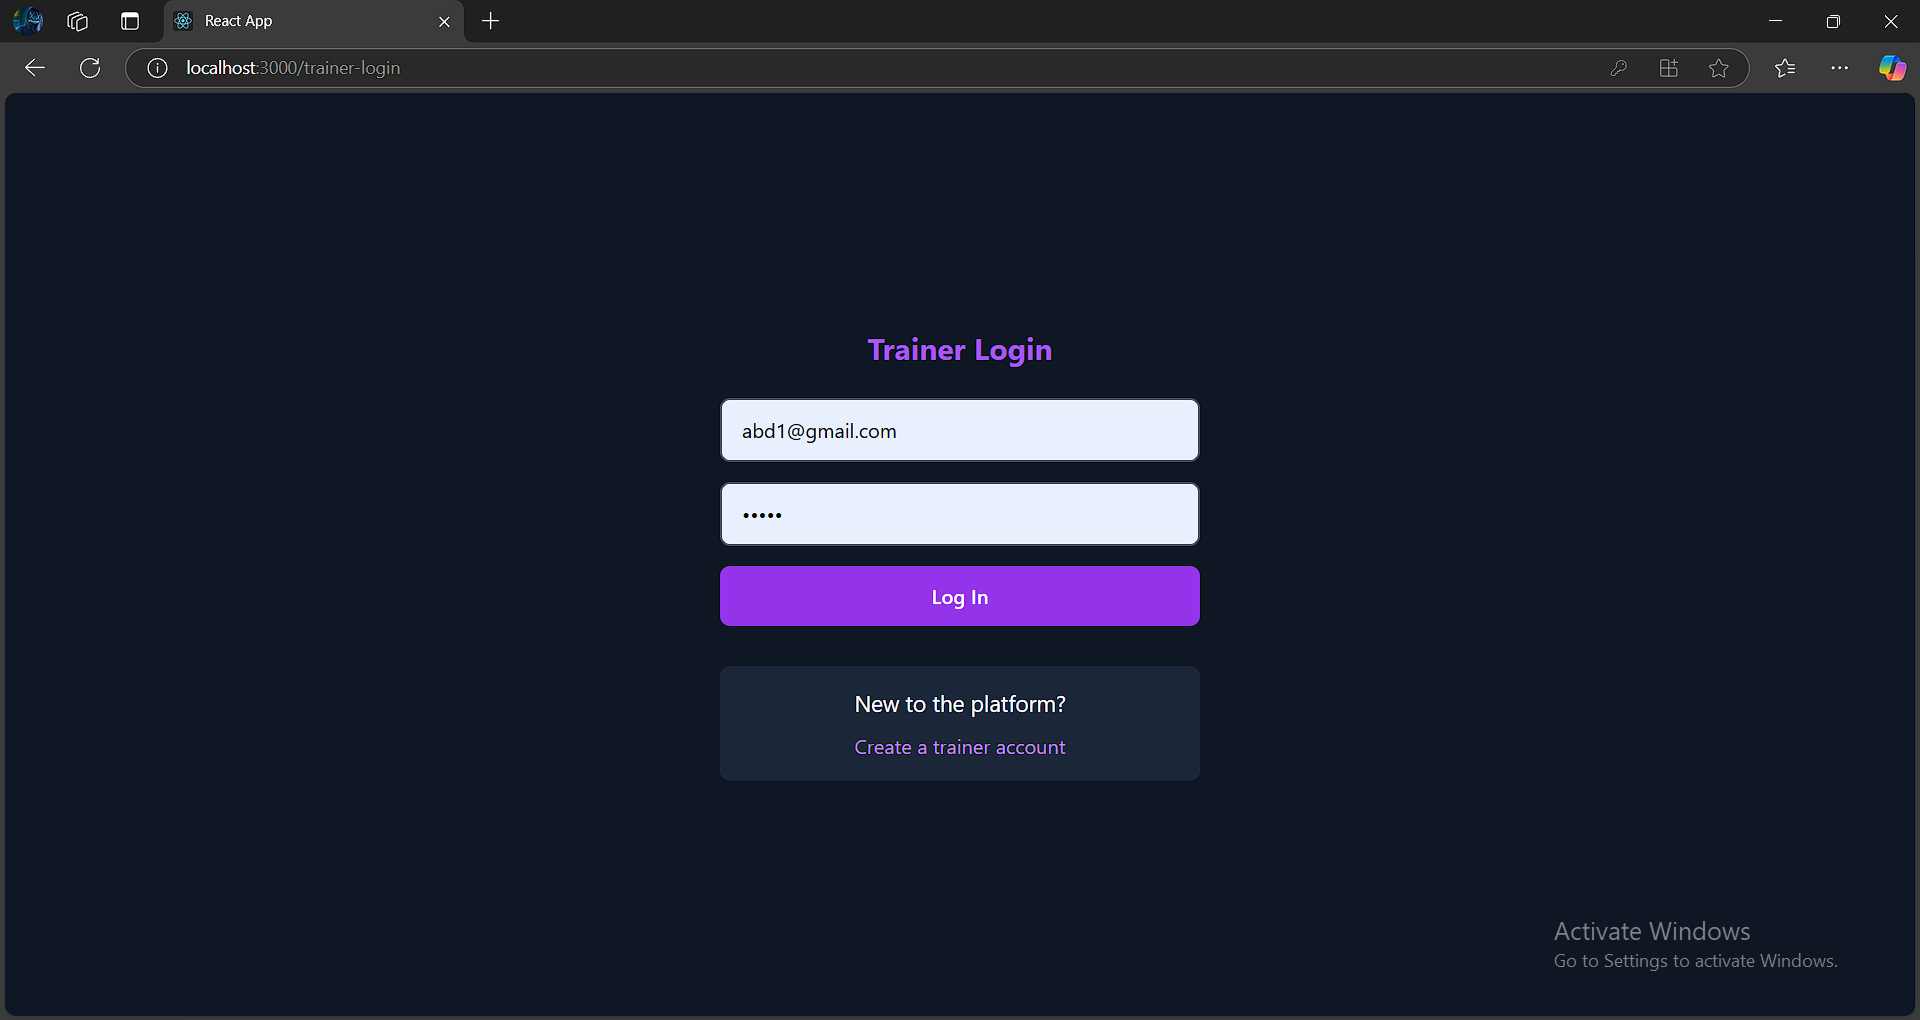 React App
localhost:3000/trainer-login
Trainer Login
abd1@gmail.com
•••••
Log In
New to the platform?
Create a trainer account
Activate Windows
Go to Settings to activate Windows.